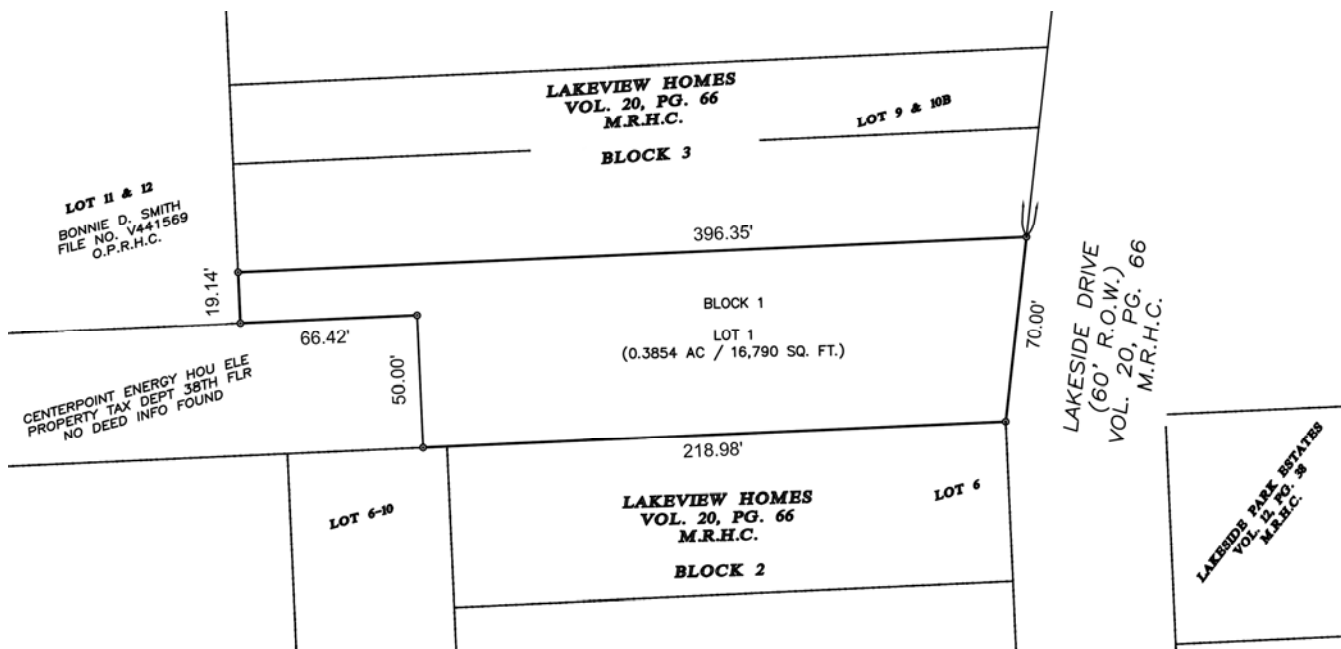 LAKEVIEW HOMES
VOL. 20, PG. 66
M.R.H.C.
BLOCK 3
LOT 9 & 10B
LOT 11 & 12
BONNIE D. SMITH
FILE NO. V441569
O.P.R.H.C.
396.35'
19.14'
66.42'
50.00'
BLOCK 1
LOT 1
(0.3854 AC / 16,790 SQ. FT.)
70.00'
LAKESIDE DRIVE
(60' R.O.W.)
VOL. 20, PG. 66
M.R.H.C.
CENTERPOINT ENERGY HOU ELE
PROPERTY TAX DEPT 38TH FLR
NO DEED INFO FOUND
218.98'
LOT 6-10
LAKEVIEW HOMES
VOL. 20, PG. 66
M.R.H.C.
BLOCK 2
LOT 6
LAKESIDE PARK ESTATES
VOL. 12, PG. 38
M.R.H.C.